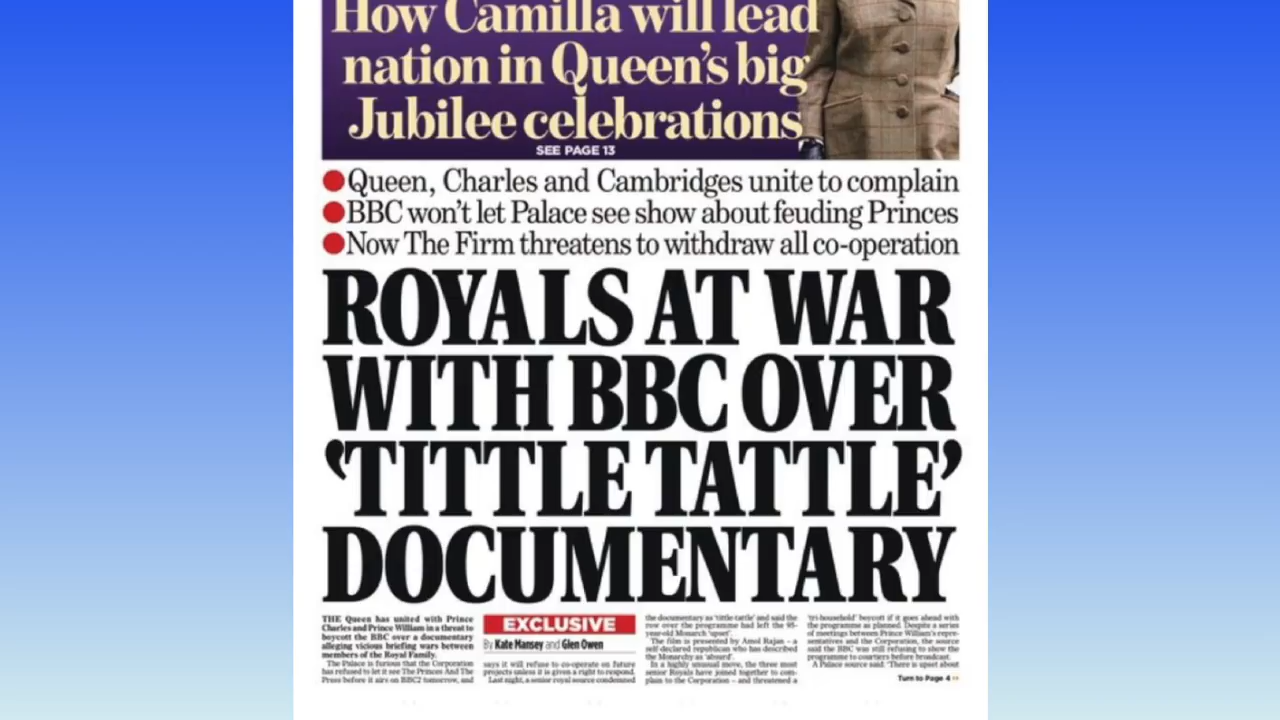 How Camilla will lead
nation in Queen's big
Jubilee celebrations
SEE PAGE 13
Queen, Charles and Cambridges unite to complain
BBC won't let Palace see show about feuding Princes
Now The Firm threatens to withdraw all co-operation
ROYALS AT WAR
WITH BBC OVER
'TITTLE TATTLE'
DOCUMENTARY
THE Queen has united with Prince
Charles and Prince William in a threat to
boycott the BBC over a documentary
alleging vicious briefing wars between
members of the Royal Family.
The Palace is furious that the Corporation
has refused to let it see The Princes And The
Press before it airs on BBC2 tomorrow, and
EXCLUSIVE
By Kate Mansey and Glen Owen
says it will refuse to co-operate on future
projects unless it is given a right to respond.
Last night, a senior royal source condemned
the documentary as 'tittle-tattle' and said the
row over the programme had left the 95-
year-old Monarch 'upset'.
The film is presented by Amol Rajan – a
self-declared republican who has described
the Monarchy as 'absurd'.
In a highly unusual move, the three most
senior Royals have joined together to com-
plain to the Corporation – and threatened a
'tri-household' boycott if it goes ahead with
the programme as planned. Despite a series
of meetings between Prince William's repre-
sentatives and the Corporation, the source
said the BBC was still refusing to show the
programme to courtiers before broadcast.
A Palace source said: 'There is upset about
Turn to Page 4